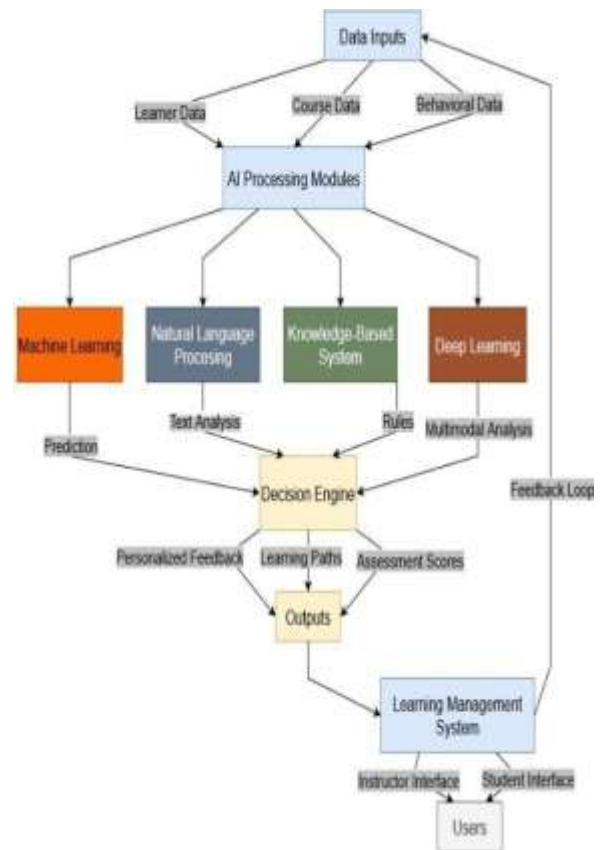 Data Inputs
Learner Data
Course Data
Behavioral Data
AI Processing Modules
Machine Learning
Natural Language
Procesing
Knowledge-Based
System
Deep Learning
Text Analysis
Rules
Multimodal Analysis
Prediction
Feedback Loop
Decision Engine
Personalized Feedback
Learning Paths
Assessment Scores
Outputs
Learning Management
System
Instructor Interface
Student Interface
Users